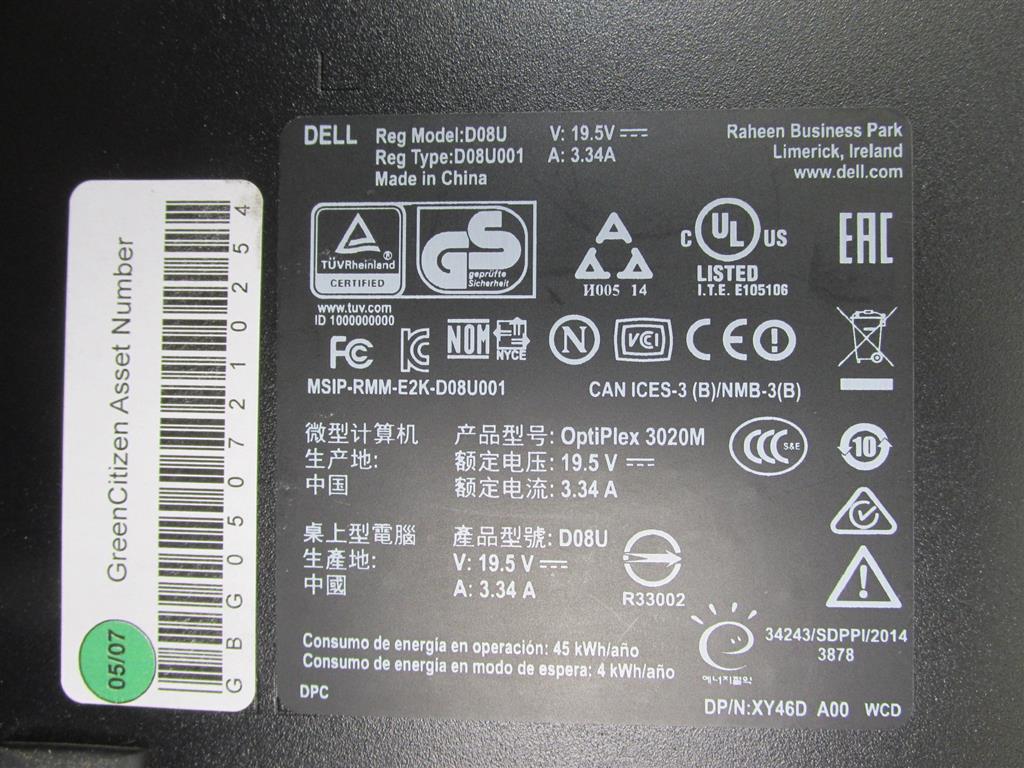 DELL
Reg Model:D08U
Reg Type:D08U001
Made in China
V: 19.5V
A: 3.34A
Raheen Business Park
Limerick, Ireland
www.dell.com
TÜVRheinland®
CERTIFIED
GS
geprüfte
Sicherheit
www.tuv.com
ID 1000000000
И005 14
C UL US
LISTED
I.T.E. E105106
EAC
FC
NOM
NYCE
N
VCI
CE
MSIP-RMM-E2K-D08U001
CAN ICES-3 (B)/NMB-3(B)
微型计算机
生产地:
中国
产品型号: OptiPlex 3020M
额定电压: 19.5 V
额定电流: 3.34 A
CCC S&E
10
桌上型電腦
生產地:
中國
產品型號: D08U
V: 19.5 V
A: 3.34 A
R33002
Consumo de energía en operación: 45 kWh/año
Consumo de energía en modo de espera: 4 kWh/año
DPC
에너지절약
34243/SDPPI/2014
3878
DP/N:XY46D A00 WCD
GreenCitizen Asset Number
GBG0507210254
05/07